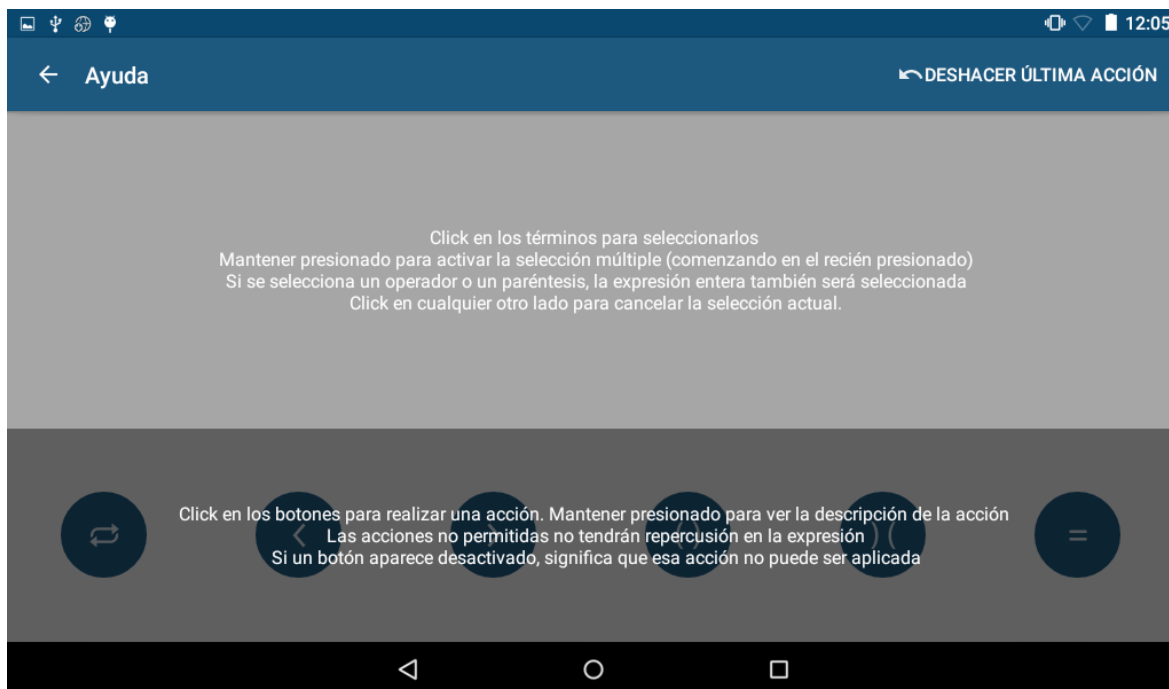 12:05
Ayuda
DESHACER ÚLTIMA ACCIÓN
Click en los términos para seleccionarlos
Mantener presionado para activar la selección múltiple (comenzando en el recién presionado)
Si se selecciona un operador o un paréntesis, la expresión entera también será seleccionada
Click en cualquier otro lado para cancelar la selección actual.
Click en los botones para realizar una acción. Mantener presionado para ver la descripción de la acción
Las acciones no permitidas no tendrán repercusión en la expresión
Si un botón aparece desactivado, significa que esa acción no puede ser aplicada